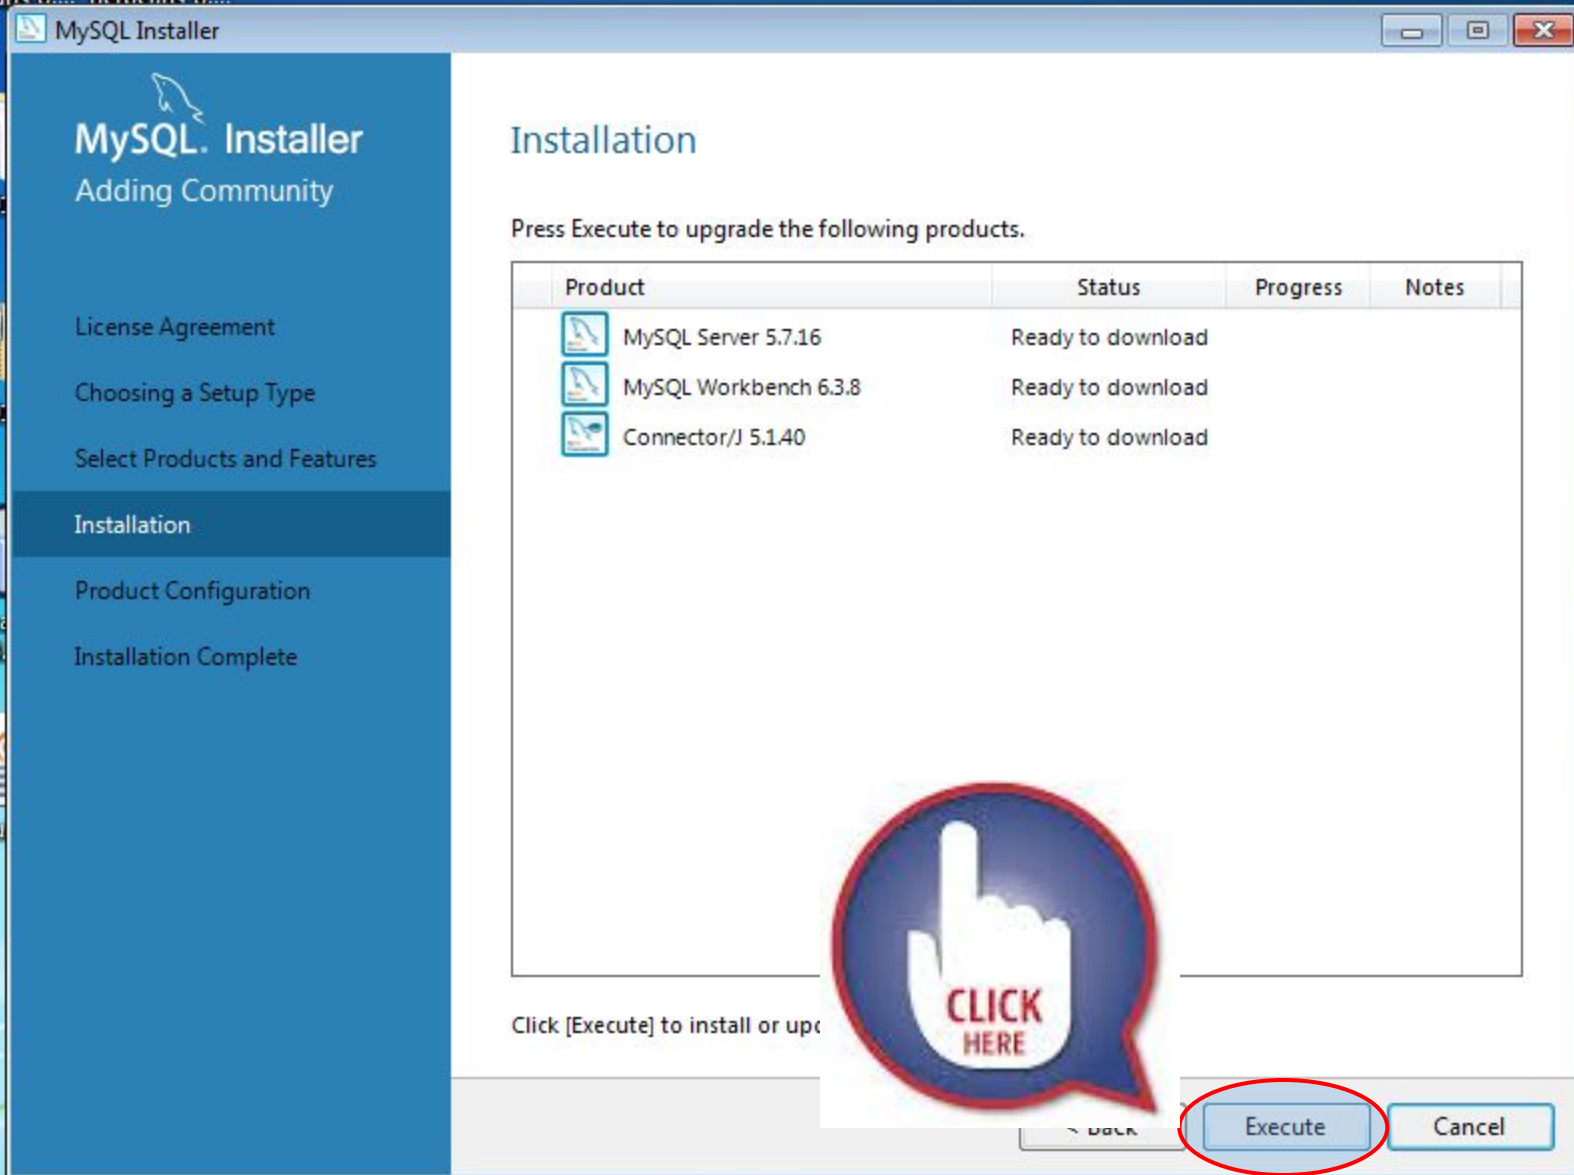 MySQL Installer
MySQL. Installer
Adding Community
License Agreement
Choosing a Setup Type
Select Products and Features
Installation
Product Configuration
Installation Complete
Installation
Press Execute to upgrade the following products.
Product Status Progress Notes
MySQL Server 5.7.16 Ready to download
MySQL Workbench 6.3.8 Ready to download
Connector/J 5.1.40 Ready to download
CLICK
HERE
Click [Execute] to install or
< Back Execute Cancel